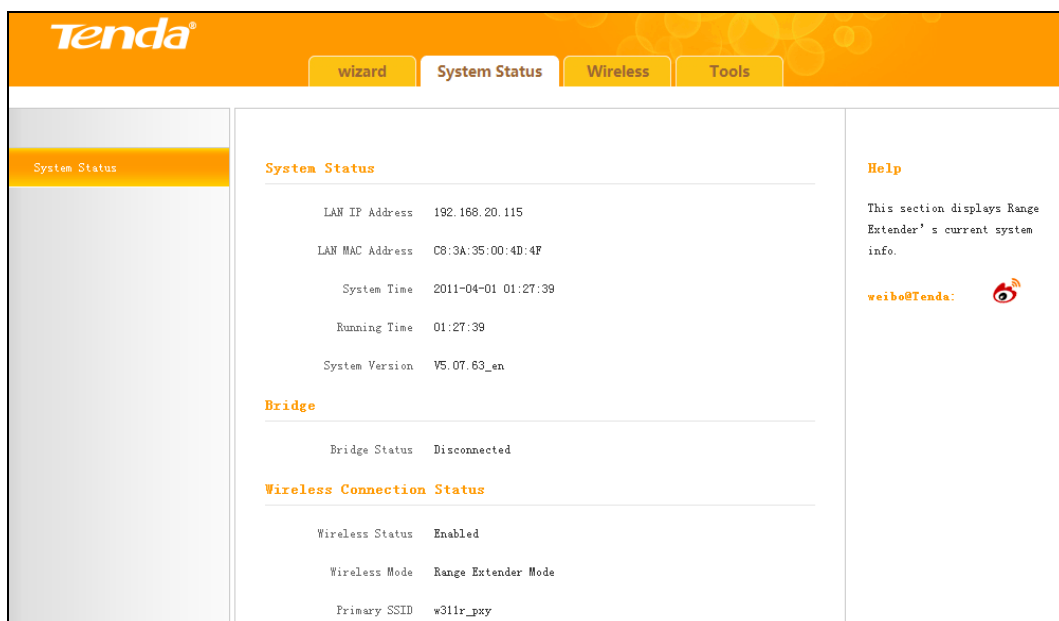 Tenda®
wizard
System Status
Wireless
Tools
System Status
System Status
LAN IP Address 192.168.20.115
LAN MAC Address C8:3A:35:00:4D:4F
System Time 2011-04-01 01:27:39
Running Time 01:27:39
System Version V5.07.63_en
Bridge
Bridge Status Disconnected
Wireless Connection Status
Wireless Status Enabled
Wireless Mode Range Extender Mode
Primary SSID w311r_pxy
Help
This section displays Range
Extender’s current system
info.
weibo@Tenda: